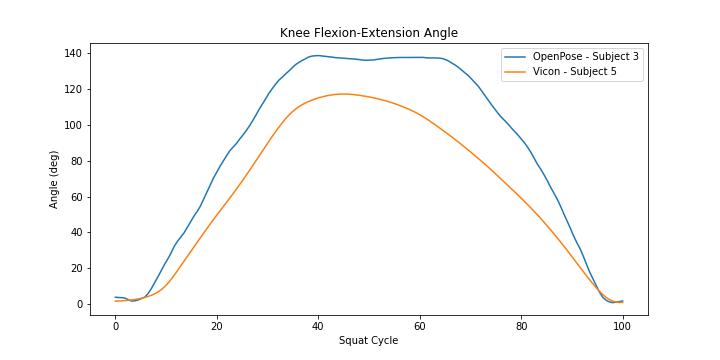 Knee Flexion-Extension Angle
OpenPose - Subject 3
Vicon - Subject 5
Angle (deg)
140
120
100
80
60
40
20
0
0 20 40 60 80 100
Squat Cycle